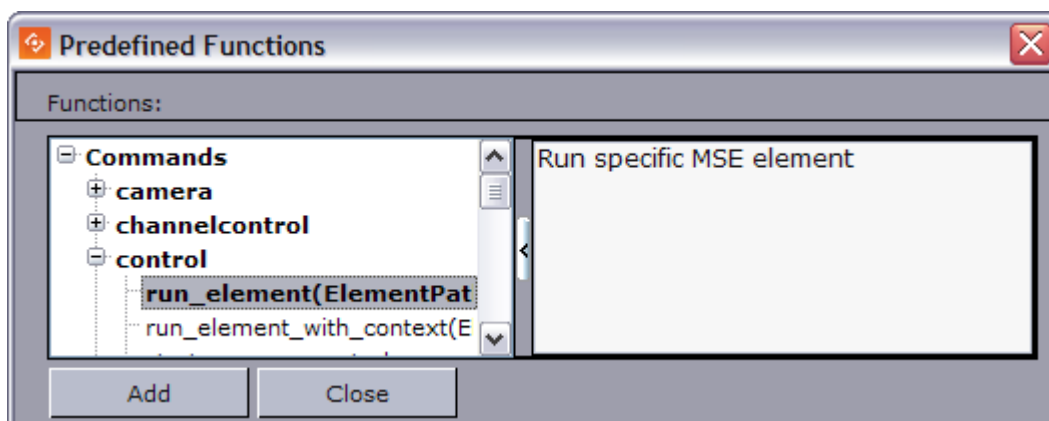 Predefined Functions
Functions:
Commands
camera
channelcontrol
control
run_element(ElementPat
run_element_with_context(E
Run specific MSE element
Add
Close